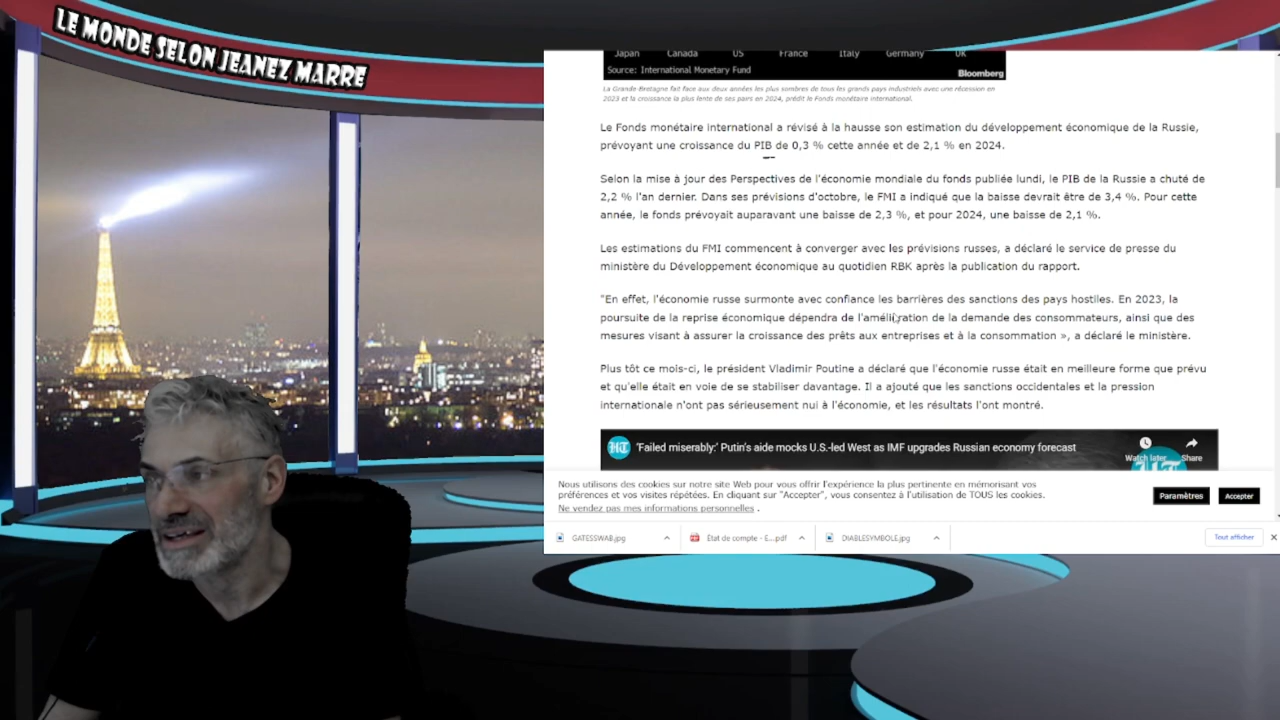 LE MONDE SELON JEANEZ MARRE
Japan Canada US France Italy Germany UK
Source: International Monetary Fund
Bloomberg
La Grande-Bretagne fait face aux deux années les plus sombres de tous les grands pays industriels avec une récession en
2023 et la croissance la plus lente de ses pairs en 2024, prédit le Fonds monétaire international.
Le Fonds monétaire international a révisé à la hausse son estimation du développement économique de la Russie,
prévoyant une croissance du PIB de 0,3 % cette année et de 2,1 % en 2024.
Selon la mise à jour des Perspectives de l'économie mondiale du fonds publiée lundi, le PIB de la Russie a chuté de
2,2 % l'an dernier. Dans ses prévisions d'octobre, le FMI a indiqué que la baisse devrait être de 3,4 %. Pour cette
année, le fonds prévoyait auparavant une baisse de 2,3 %, et pour 2024, une baisse de 2,1 %.
Les estimations du FMI commencent à converger avec les prévisions russes, a déclaré le service de presse du
ministère du Développement économique au quotidien RBK après la publication du rapport.
"En effet, l'économie russe surmonte avec confiance les barrières des sanctions des pays hostiles. En 2023, la
poursuite de la reprise économique dépendra de l'amélioration de la demande des consommateurs, ainsi que des
mesures visant à assurer la croissance des prêts aux entreprises et à la consommation », a déclaré le ministère.
Plus tôt ce mois-ci, le président Vladimir Poutine a déclaré que l'économie russe était en meilleure forme que prévu
et qu'elle était en voie de se stabiliser davantage. Il a ajouté que les sanctions occidentales et la pression
internationale n'ont pas sérieusement nui à l'économie, et les résultats l'ont montré.
HT 'Failed miserably:' Putin's aide mocks U.S.-led West as IMF upgrades Russian economy forecast
Watch later Share
Nous utilisons des cookies sur notre site Web pour vous offrir l'expérience la plus pertinente en mémorisant vos
préférences et vos visites répétées. En cliquant sur "Accepter", vous consentez à l'utilisation de TOUS les cookies.
Ne vendez pas mes informations personnelles .
Paramètres Accepter
GATESSWAB.jpg État de compte - E....pdf DIABLESYMBOLE.jpg Tout afficher